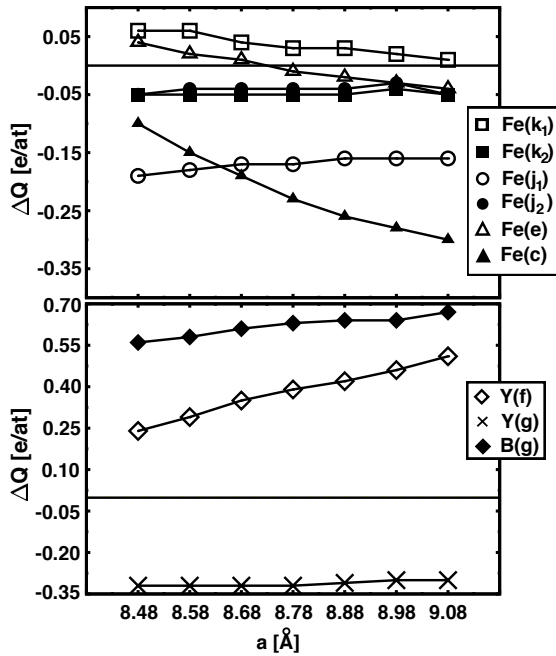 0.05
-0.05
-0.15
-0.25
-0.35
ΔQ [e/at]
Fe(k1)
Fe(k2)
Fe(j1)
Fe(j2)
Fe(e)
Fe(c)
0.70
0.55
0.40
0.25
-0.05
-0.20
-0.35
ΔQ [e/at]
Y(f)
Y(g)
B(g)
8.48 8.58 8.68 8.78 8.88 8.98 9.08
a [Å]